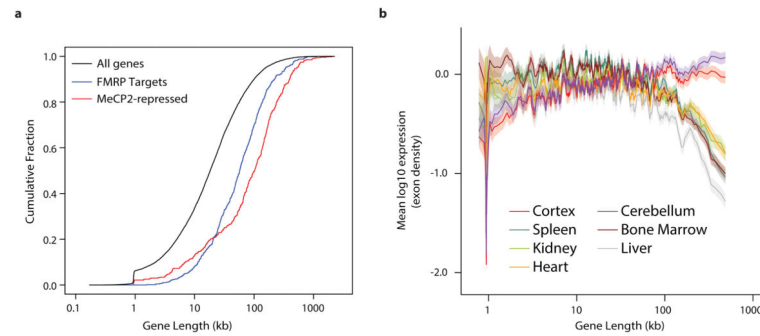 a
All genes
FMRP Targets
MeCP2-repressed
1.0
0.8
0.6
0.4
0.2
0.0
Cumulative Fraction
0.1
1
10
100
1000
Gene Length (kb)
b
0.0
-1.0
-2.0
Mean log10 expression
(exon density)
Cortex
Spleen
Kidney
Heart
Cerebellum
Bone Marrow
Liver
1
10
100
1000
Gene Length (kb)